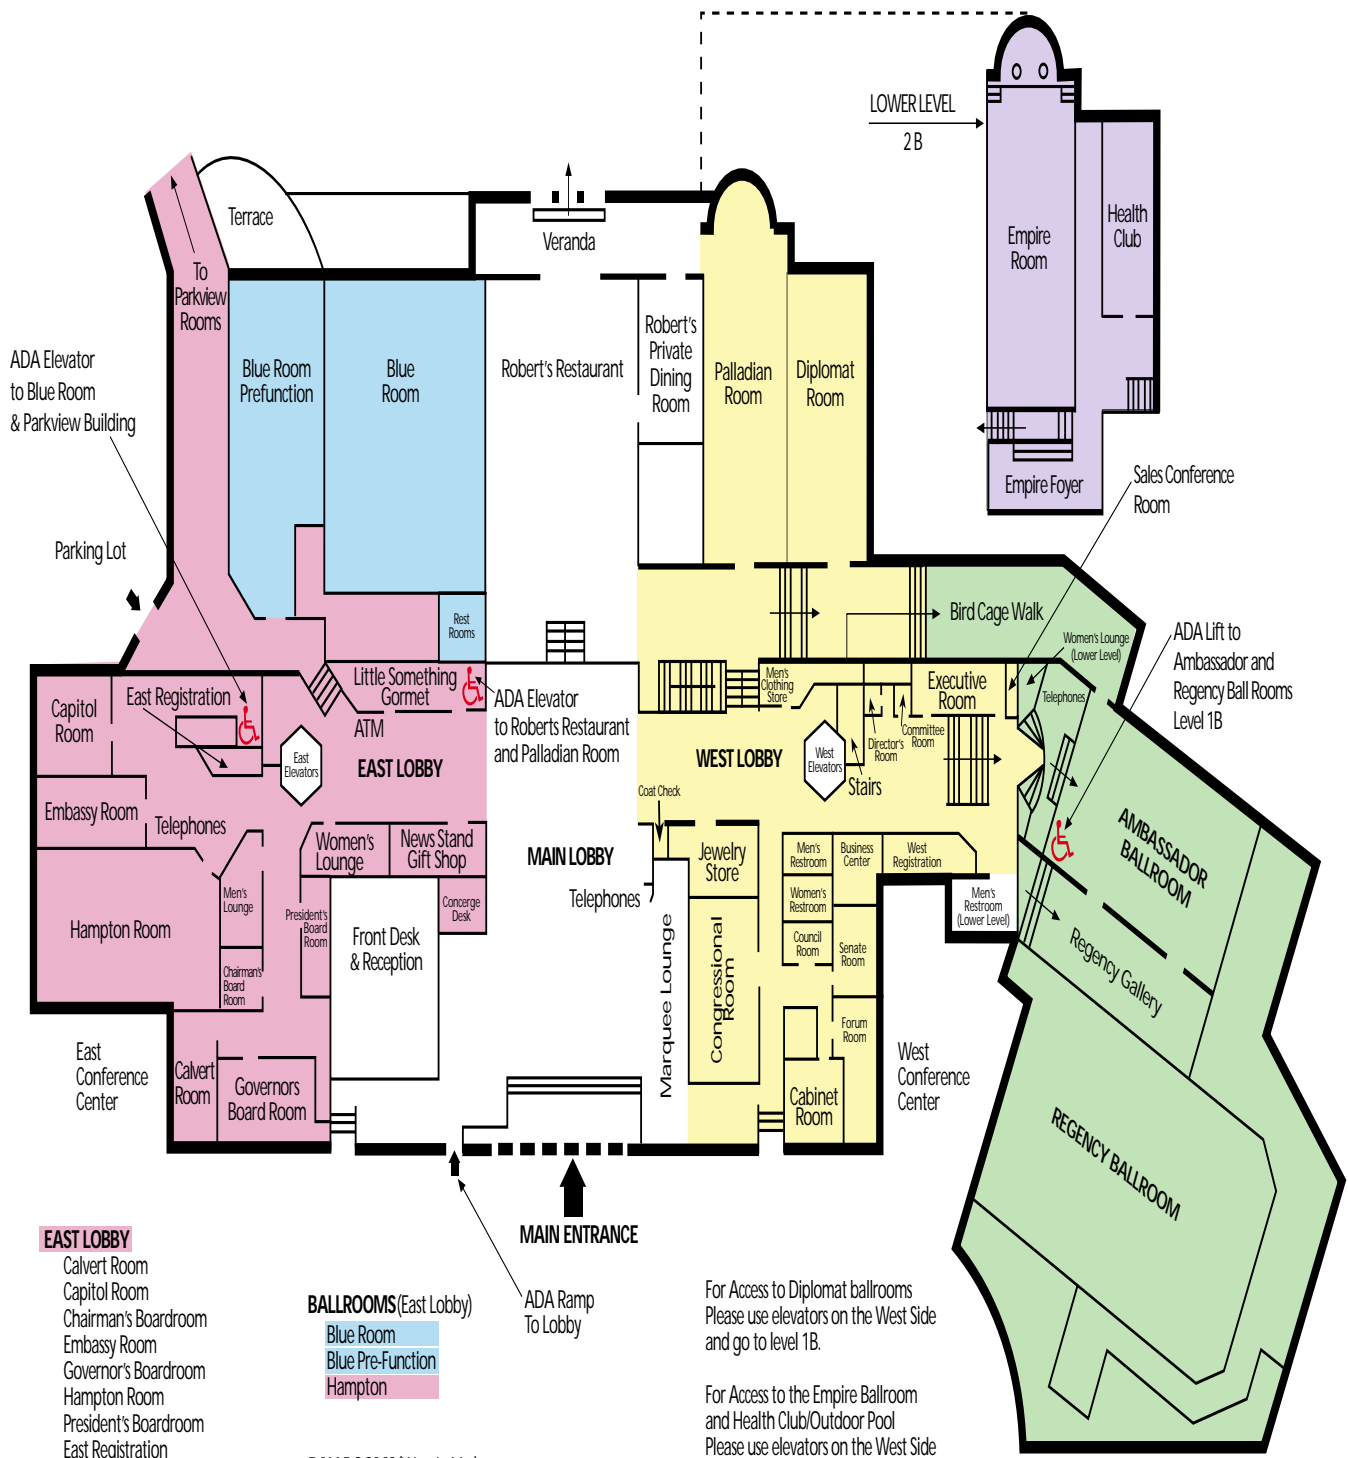 LOWER LEVEL
2 B
Empire
Room
Health
Club
Empire Foyer
Terrace
Veranda
To
Parkview
Rooms
ADA Elevator
to Blue Room
& Parkview Building
Blue Room
Prefunction
Blue
Room
Robert's Restaurant
Robert's
Private
Dining
Room
Palladian
Room
Diplomat
Room
Sales Conference
Room
Parking Lot
Rest
Rooms
Bird Cage Walk
Women's Lounge
(Lower Level)
ADA Lift to
Ambassador and
Regency Ball Rooms
Level 1B
Capitol
Room
East Registration
Little Something
Gormet
ATM
ADA Elevator
to Roberts Restaurant
and Palladian Room
Men's
Clothing
Store
Executive
Room
Telephones
East
Elevators
EAST LOBBY
WEST LOBBY
West
Elevators
Stairs
Director's
Room
Committee
Room
Embassy Room
Telephones
Women's
Lounge
News Stand
Gift Shop
MAIN LOBBY
Telephones
Coat Check
Jewelry
Store
Men's
Restroom
Business
Center
West
Registration
AMBASSADOR
BALLROOM
Hampton Room
Men's
Lounge
President's
Board
Room
Front Desk
& Reception
Concerge
Desk
Women's
Restroom
Men's
Restroom
(Lower Level)
Council
Room
Senate
Room
Chairman's
Board
Room
Marquee Lounge
Congressional
Room
Regency Gallery
Forum
Room
East
Conference
Center
Calvert
Room
Governors
Board Room
Cabinet
Room
West
Conference
Center
REGENCY BALLROOM
MAIN ENTRANCE
EAST LOBBY
Calvert Room
Capitol Room
Chairman's Boardroom
Embassy Room
Governor's Boardroom
Hampton Room
President's Boardroom
East Registration
BALLROOMS (East Lobby)
Blue Room
Blue Pre-Function
Hampton
ADA Ramp
To Lobby
For Access to Diplomat ballrooms
Please use elevators on the West Side
and go to level 1B.
For Access to the Empire Ballroom
and Health Club/Outdoor Pool
Please use elevators on the West Side